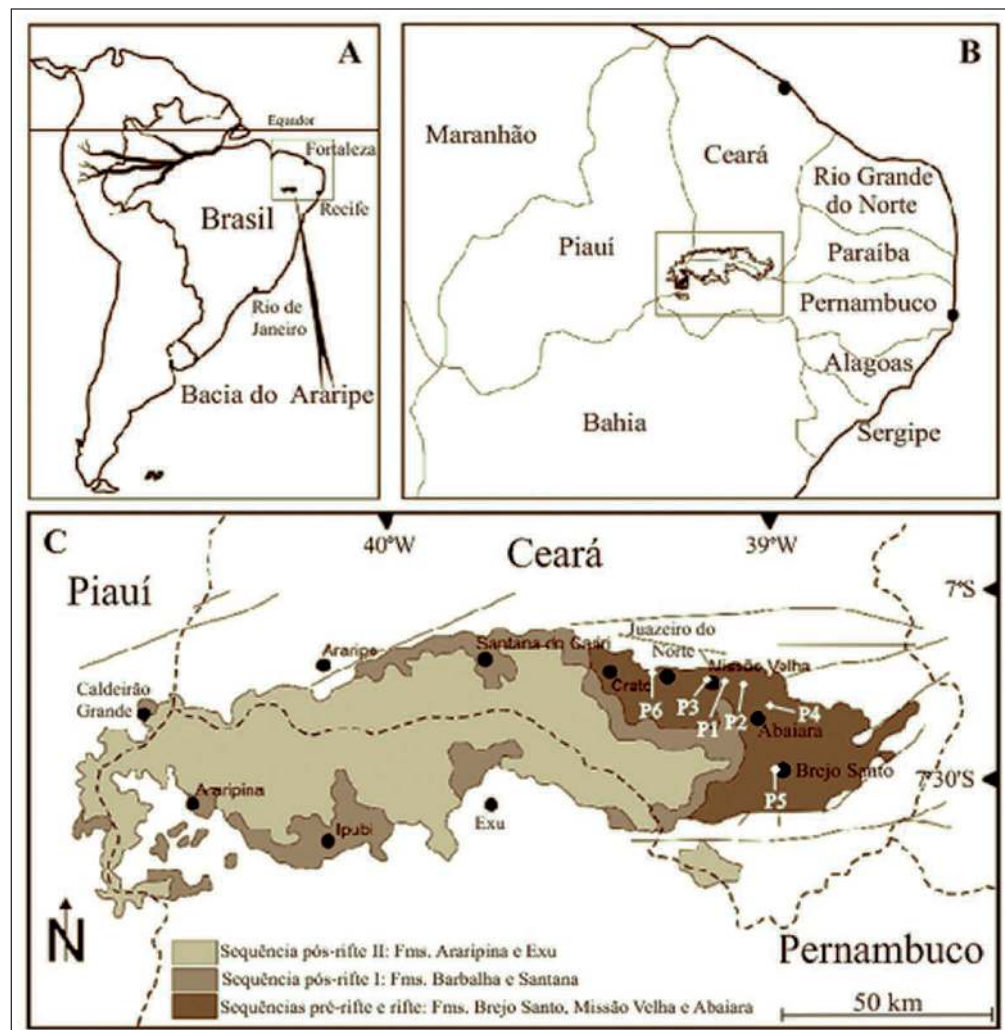 A
Equador
Fortaleza
Recife
Brasil
Rio de
Janeiro
Bacia do Araripe
B
Maranhão
Ceará
Rio Grande
do Norte
Piauí
Paraíba
Pernambuco
Alagoas
Bahia
Sergipe
C
40°W
39°W
Ceará
Piauí
7°S
Juazeiro do
Norte
Araripe
Santana do Cariri
Missão Velha
Crato
Caldeirão
Grande
P6
P3
P1
P2
P4
Abaiara
Brejo Santo
7°30'S
P5
Araripina
Exu
Ipubi
N
Pernambuco
Sequência pós-rifte II: Fms. Araripina e Exu
Sequência pós-rifte I: Fms. Barbalha e Santana
Sequências pré-rifte e rifte: Fms. Brejo Santo, Missão Velha e Abaiara
50 km